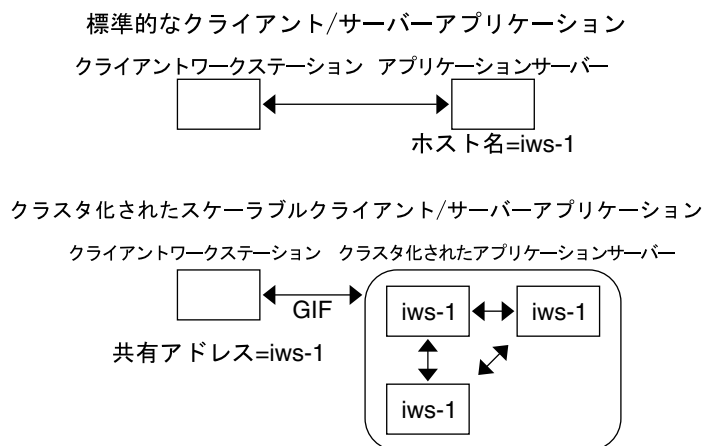 標準的なクライアント/サーバーアプリケーション
クライアントワークステーション アプリケーションサーバー
ホスト名=iws-1
クラスタ化されたスケーラブルクライアント/サーバーアプリケーション
クライアントワークステーション クラスタ化されたアプリケーションサーバー
GIF
iws-1 iws-1
共有アドレス=iws-1
iws-1